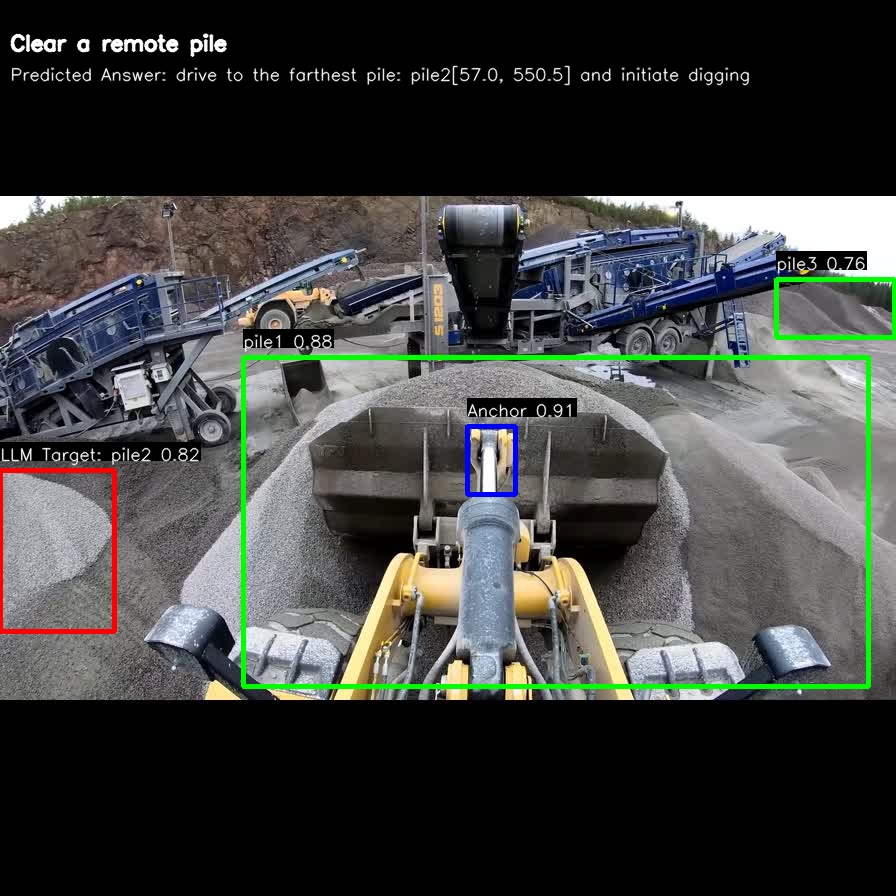 Clear a remote pile
Predicted Answer: drive to the farthest pile: pile2[57.0, 550.5] and initiate digging
pile3 0.76
pile1 0.88
Anchor 0.91
LLM Target: pile2 0.82
S1203